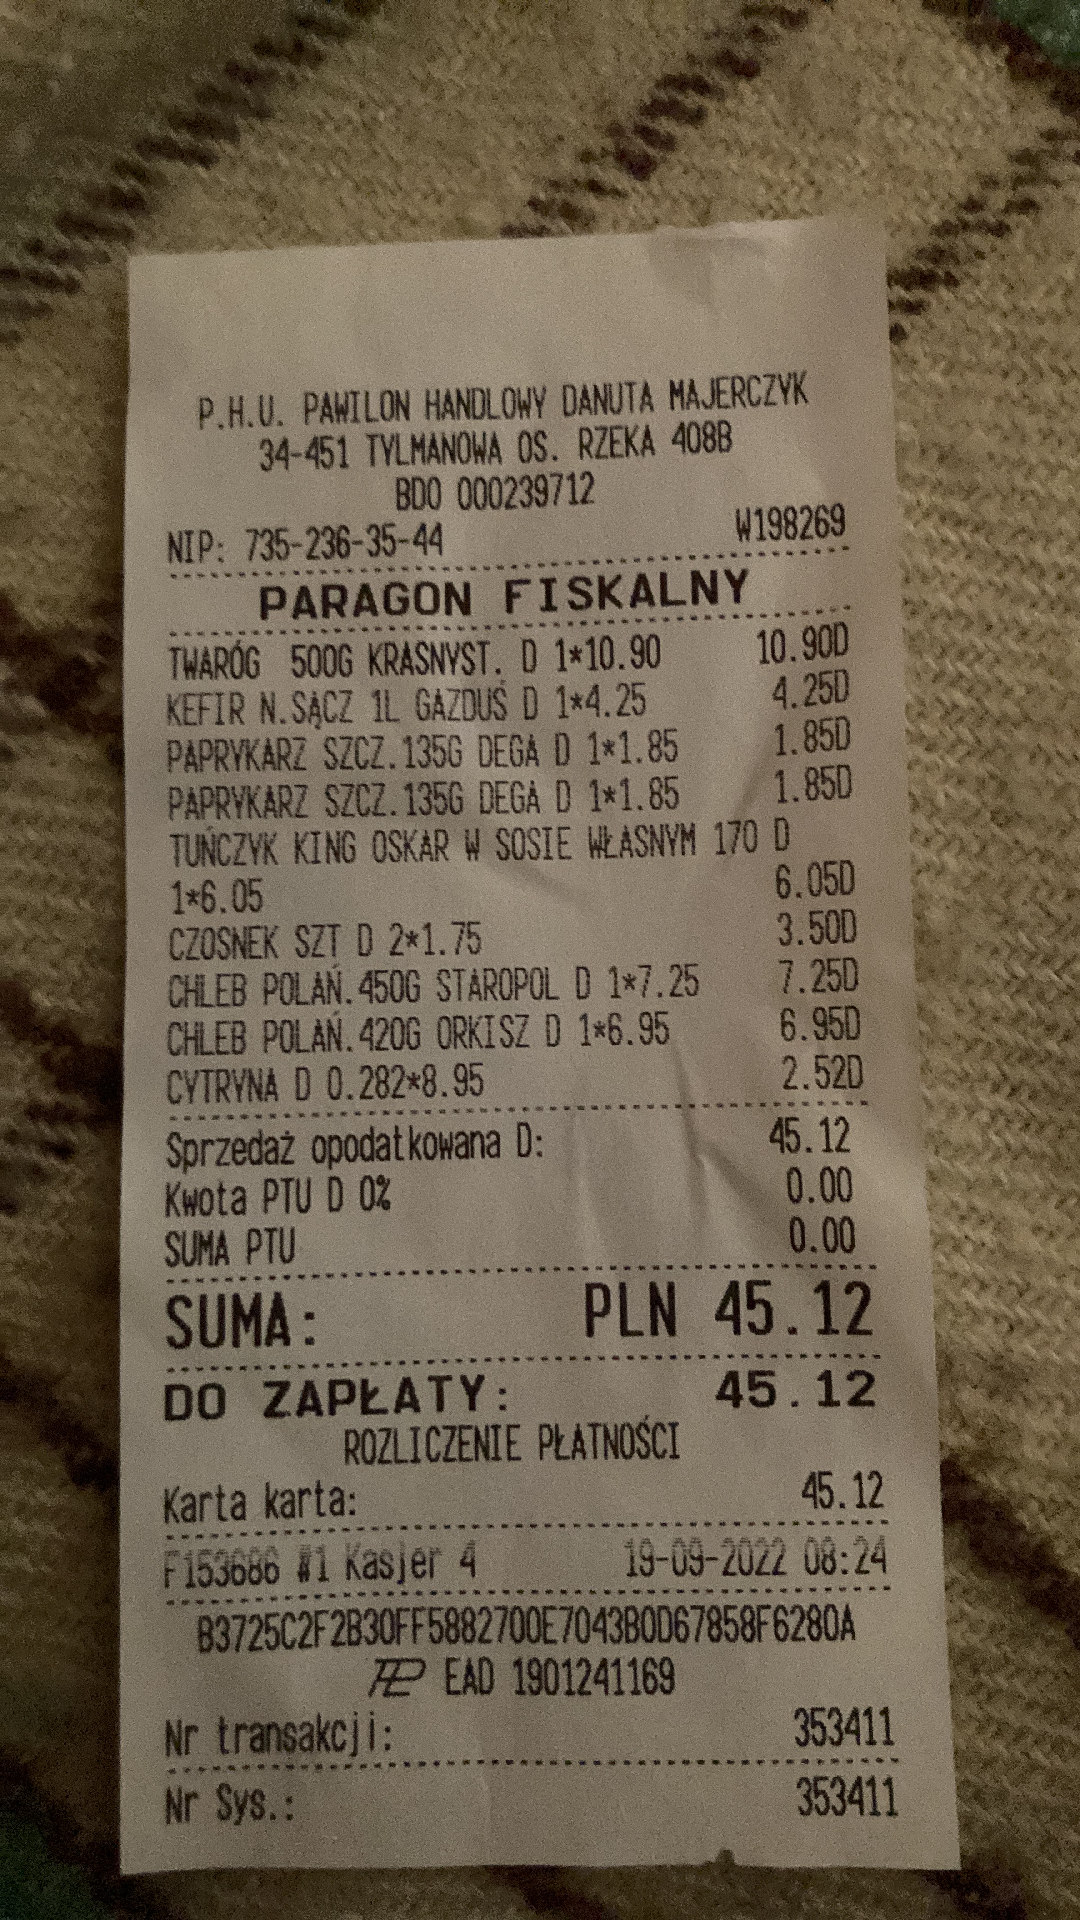 P.H.U. PAWILON HANDLOWY DANUTA MAJERCZYK
34-451 TYLMANOWA OS. RZEKA 408B
BDO 000239712
NIP: 735-236-35-44 W198269
PARAGON FISKALNY
TWARÓG 500G KRASNYST. D 1*10.90 10.90D
KEFIR N.SĄCZ 1L GAZDUŚ D 1*4.25 4.25D
PAPRYKARZ SZCZ.135G DEGA D 1*1.85 1.85D
PAPRYKARZ SZCZ.135G DEGA D 1*1.85 1.85D
TUŃCZYK KING OSKAR W SOSIE WŁASNYM 170 D
1*6.05 6.05D
CZOSNEK SZT D 2*1.75 3.50D
CHLEB POLAŃ.450G STAROPOL D 1*7.25 7.25D
CHLEB POLAŃ.420G ORKISZ D 1*6.95 6.95D
CYTRYNA D 0.282*8.95 2.52D
Sprzedaż opodatkowana D: 45.12
Kwota PTU D 0% 0.00
SUMA PTU 0.00
SUMA: PLN 45.12
DO ZAPŁATY: 45.12
ROZLICZENIE PŁATNOŚCI
Karta karta: 45.12
F153686 #1 Kasjer 4 19-09-2022 08:24
B3725C2F2B30FF5882700E7043B0D67858F6280A
EAD 1901241169
Nr transakcji: 353411
Nr Sys.: 353411